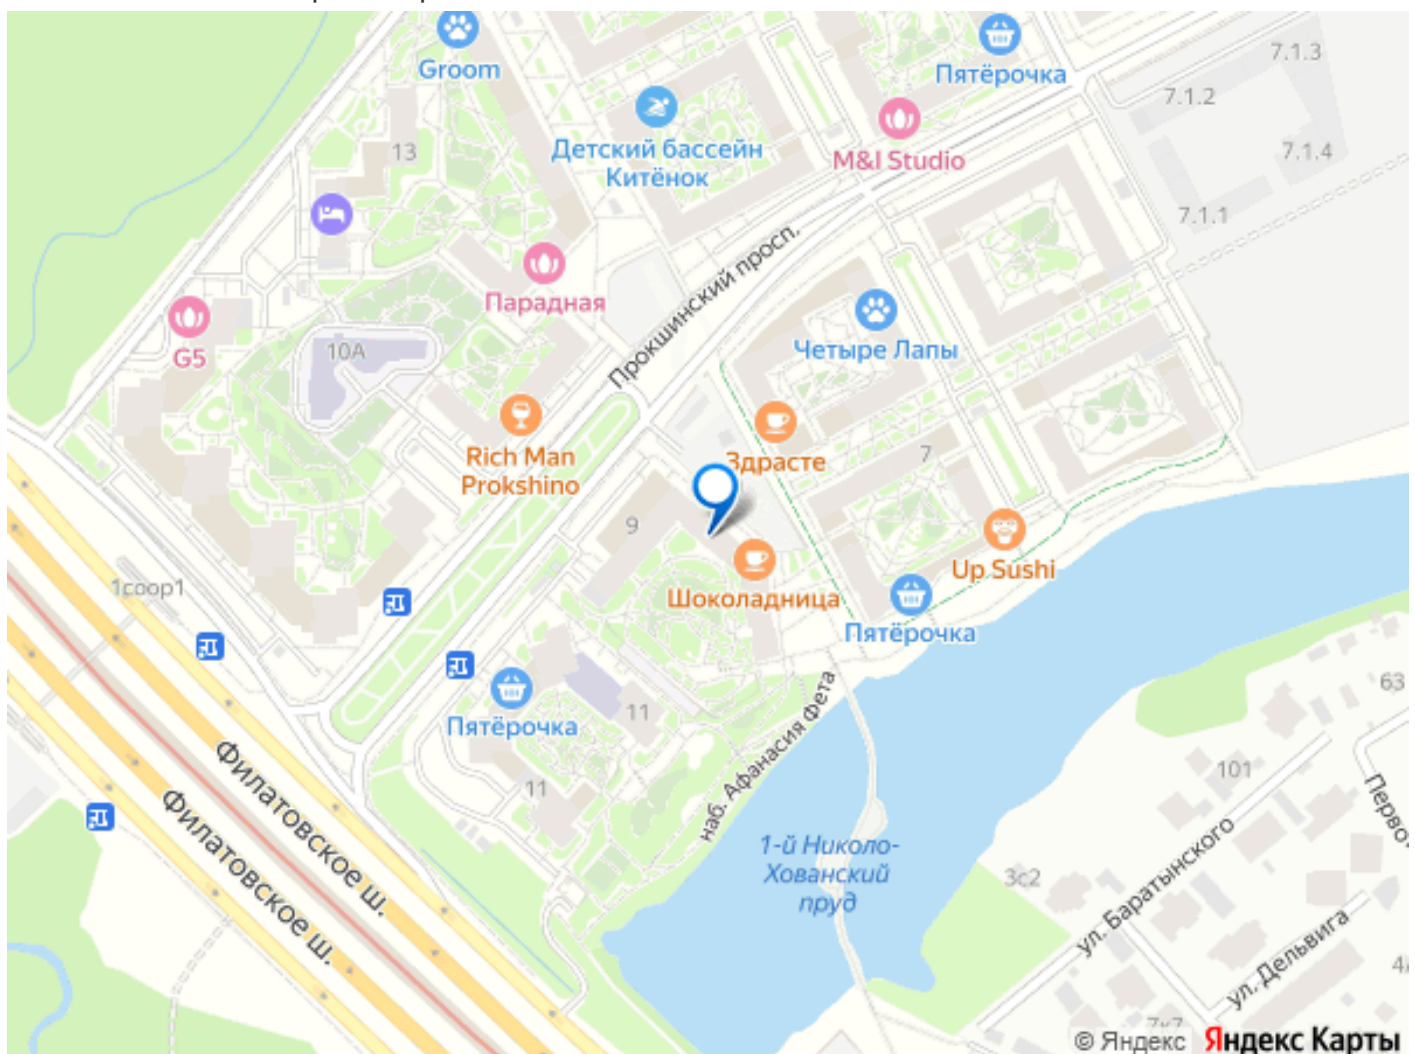 Groom
Пятёрочка
7.1.3
7.1.2
Детский бассейн
Китёнок
M&I Studio
7.1.4
13
7.1.1
Прокшинский просп.
Парадная
G5
10А
Четыре Лапы
Rich Man
Prokshino
Здрасте
7
9
Up Sushi
1соор1
Шоколадница
Пятёрочка
Пятёрочка
11
11
наб. Афанасия Фета
63
101
Филатовское ш.
Филатовское ш.
1-й Николо-
Хованский
пруд
3с2
ул. Баратынского
ул. Дельвига
7к7
© Яндекс Яндекс Карты